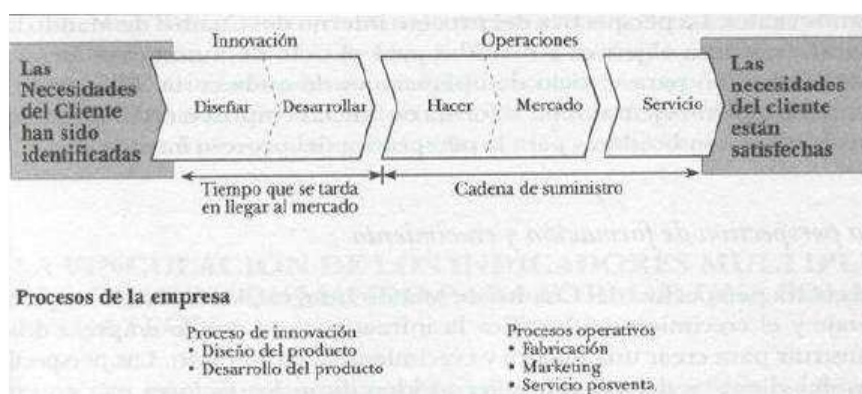 Innovación
Operaciones
Las
Necesidades
del Cliente
han sido
identificadas
Diseñar
Desarrollar
Hacer
Mercado
Servicio
Las
necesidades
del cliente
están
satisfechas
Tiempo que se tarda
en llegar al mercado
Cadena de suministro
Procesos de la empresa
Proceso de innovación
• Diseño del producto
• Desarrollo del producto
Procesos operativos
• Fabricación
• Marketing
• Servicio posventa